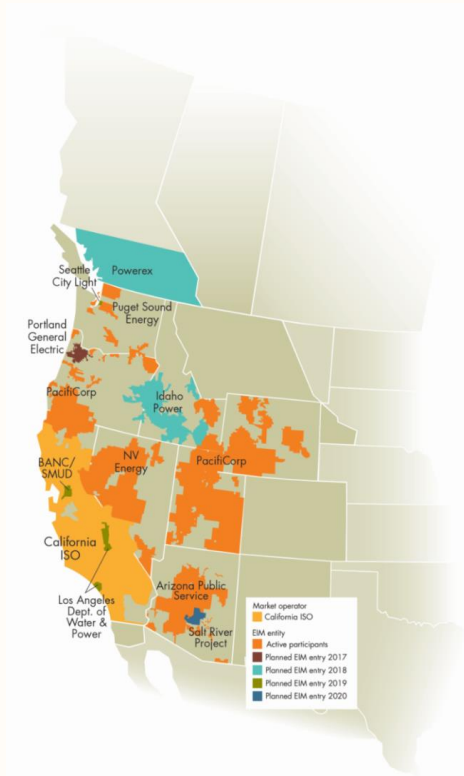 Powerex
Seattle
City Light
Puget Sound
Energy
Portland
General
Electric
PacifiCorp
Idaho
Power
BANC/
SMUD
NV
Energy
PacifiCorp
California
ISO
Los Angeles
Dept. of
Water &
Power
Arizona Public
Service
Salt River
Project
Market operator
California ISO
EIM entity
Active participants
Planned EIM entry 2017
Planned EIM entry 2018
Planned EIM entry 2019
Planned EIM entry 2020